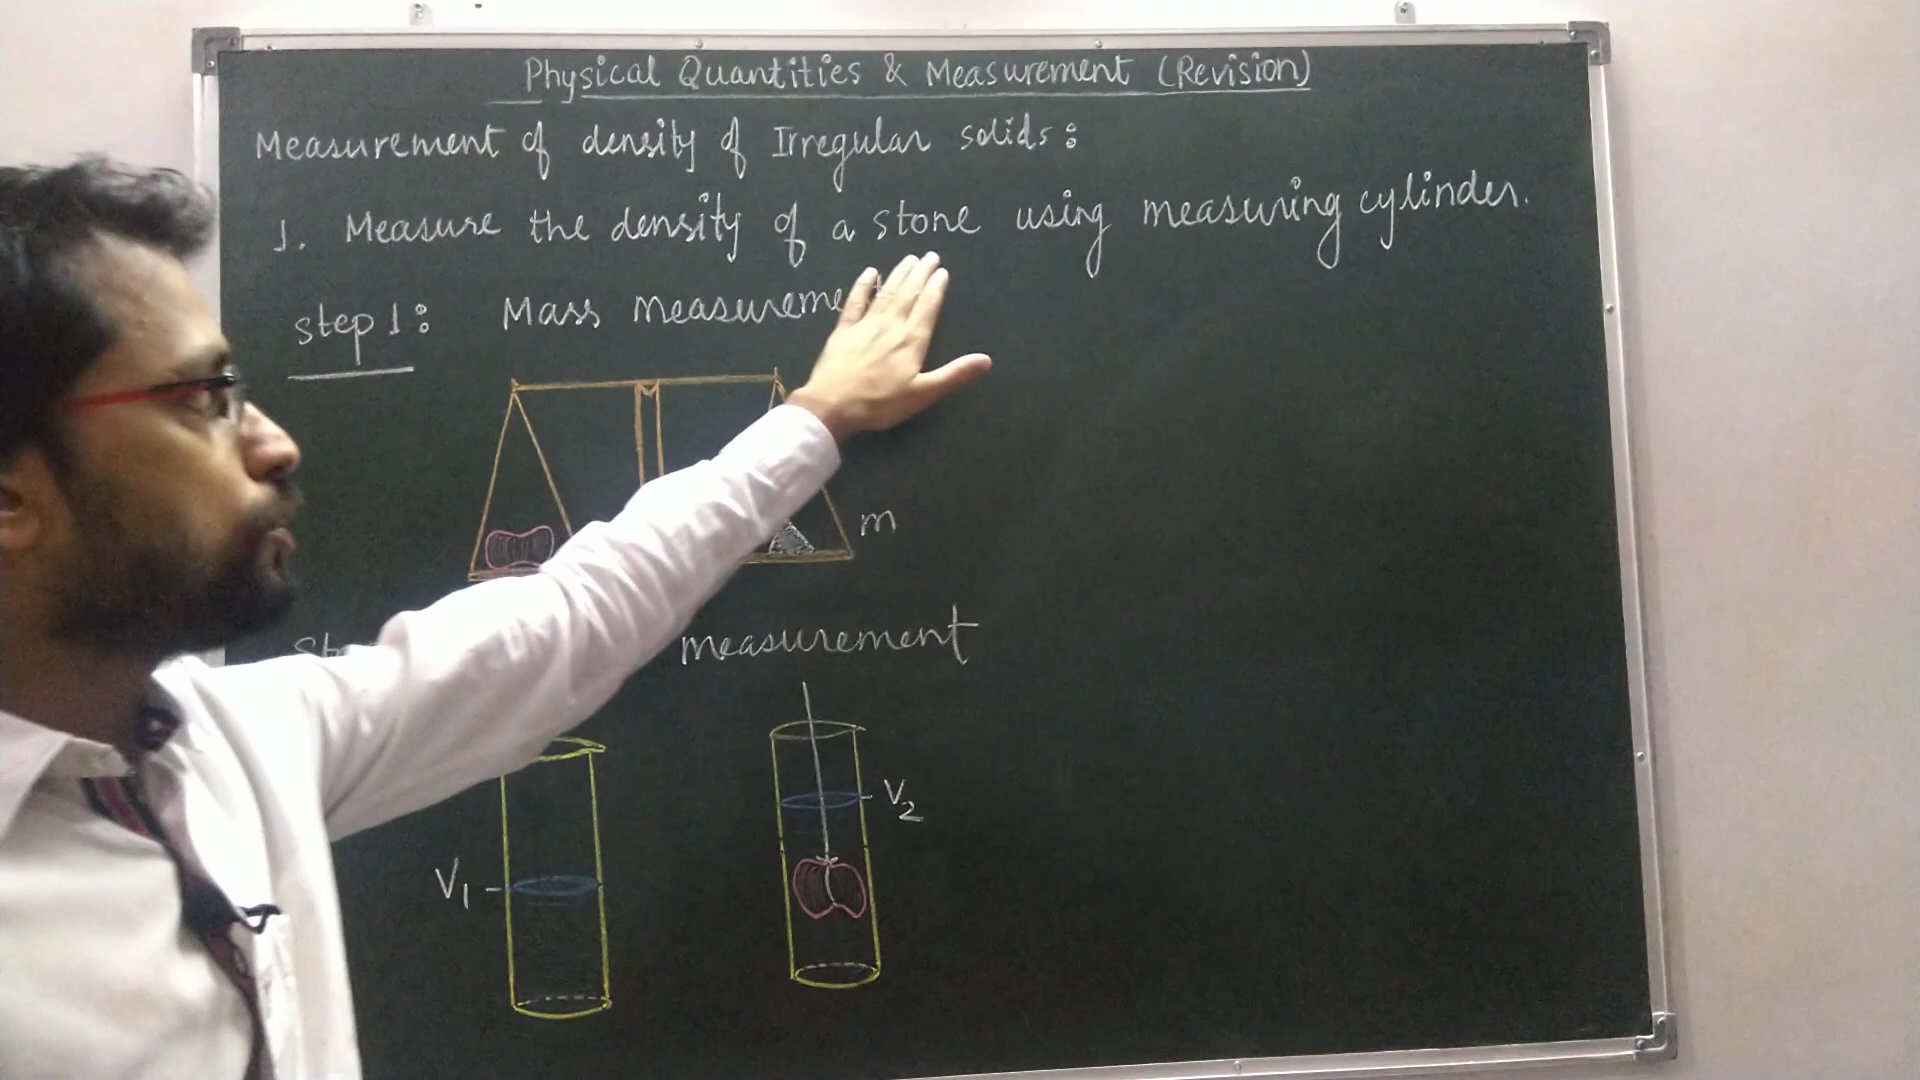 Physical Quantities & Measurement (Revision)
Measurement of density of Irregular solids:
1. Measure the density of a stone using measuring cylinder.
Step 1: Mass Measurement
m
measurement
V2
V1